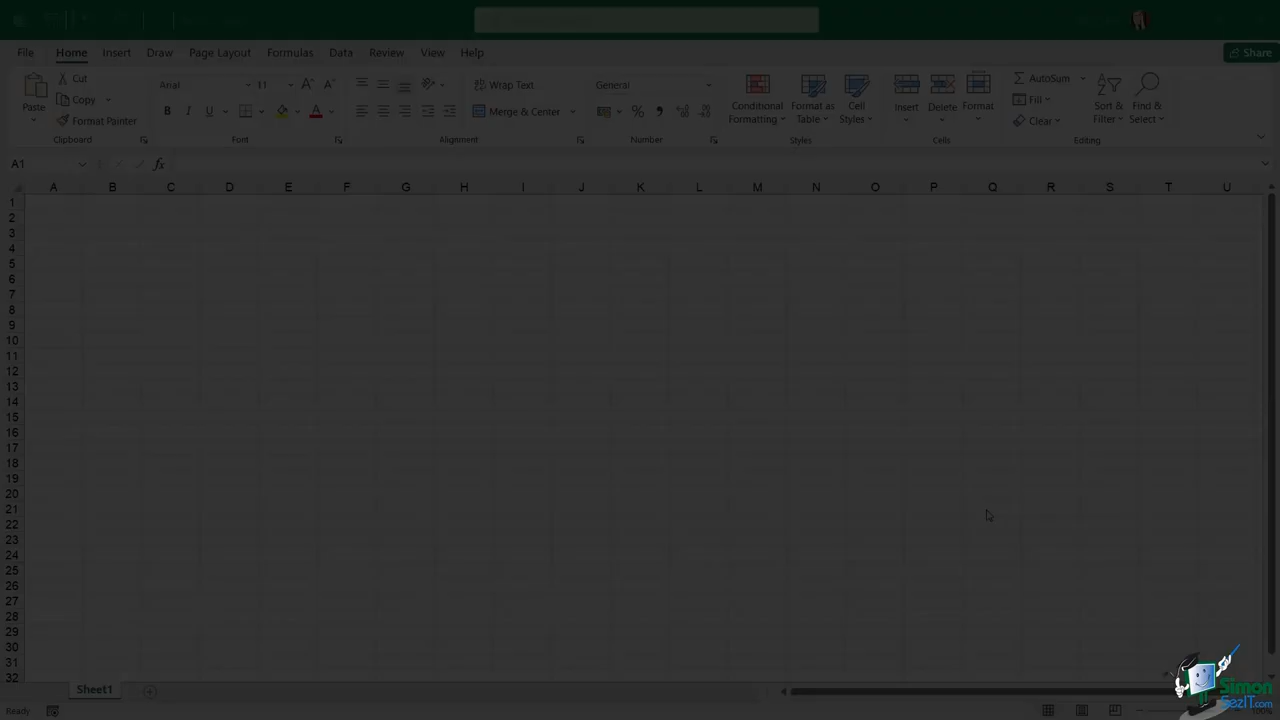 File Home Insert Draw Page Layout Formulas Data Review View Help Share
Paste Cut Copy Format Painter Clipboard
Arial 11 B I U A Font
Wrap Text Merge & Center Alignment
General % Number
Conditional Formatting Format as Table Cell Styles Styles
Insert Delete Format Cells
AutoSum Fill Clear Sort & Filter Find & Select Editing
A1 fx
A B C D E F G H I J K L M N O P Q R S T U
1
2
3
4
5
6
7
8
9
10
11
12
13
14
15
16
17
18
19
20
21
22
23
24
25
26
27
28
29
30
31
32
Sheet1
Ready
Simon
SezIT.com